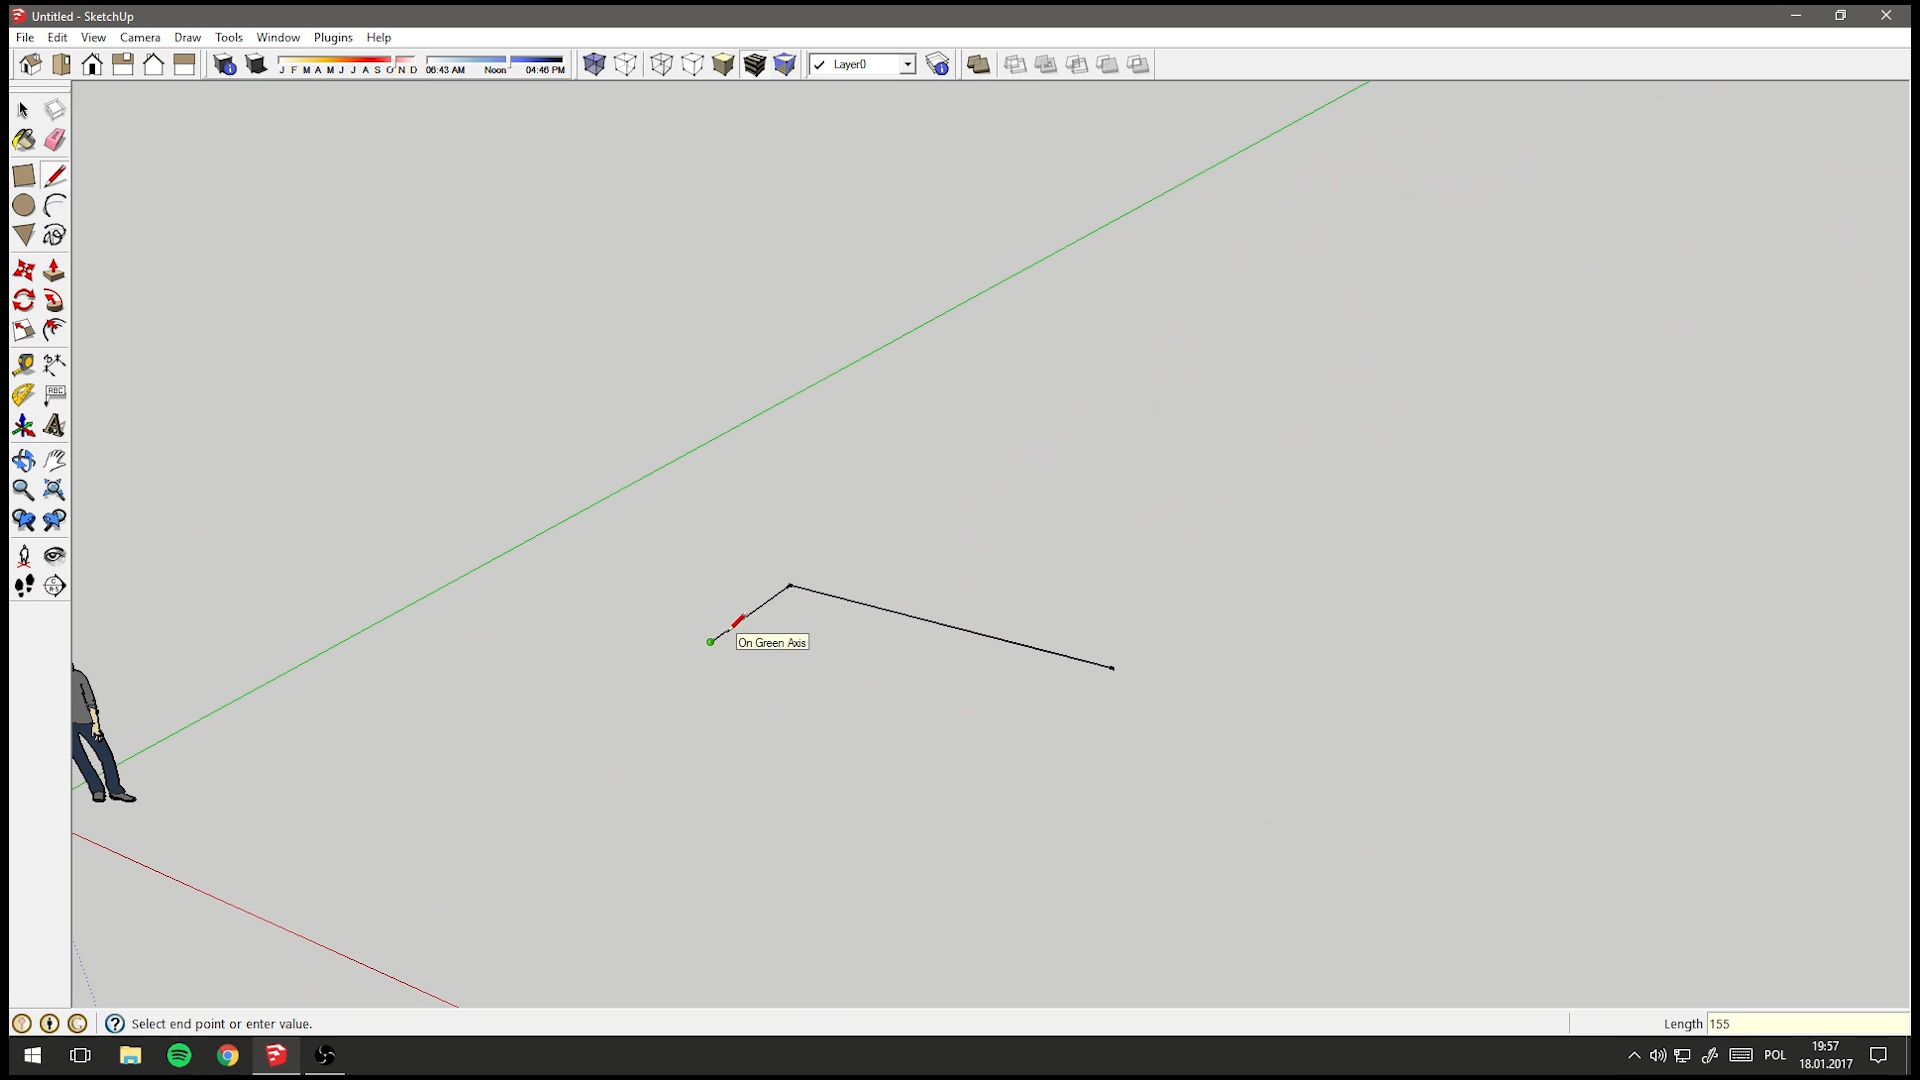 Untitled - SketchUp
File Edit View Camera Draw Tools Window Plugins Help
J F M A M J J A S O N D 06:43 AM Noon 04:46 PM Layer0
ABC
On Green Axis
Select end point or enter value. Length 155
POL 19:57
18.01.2017